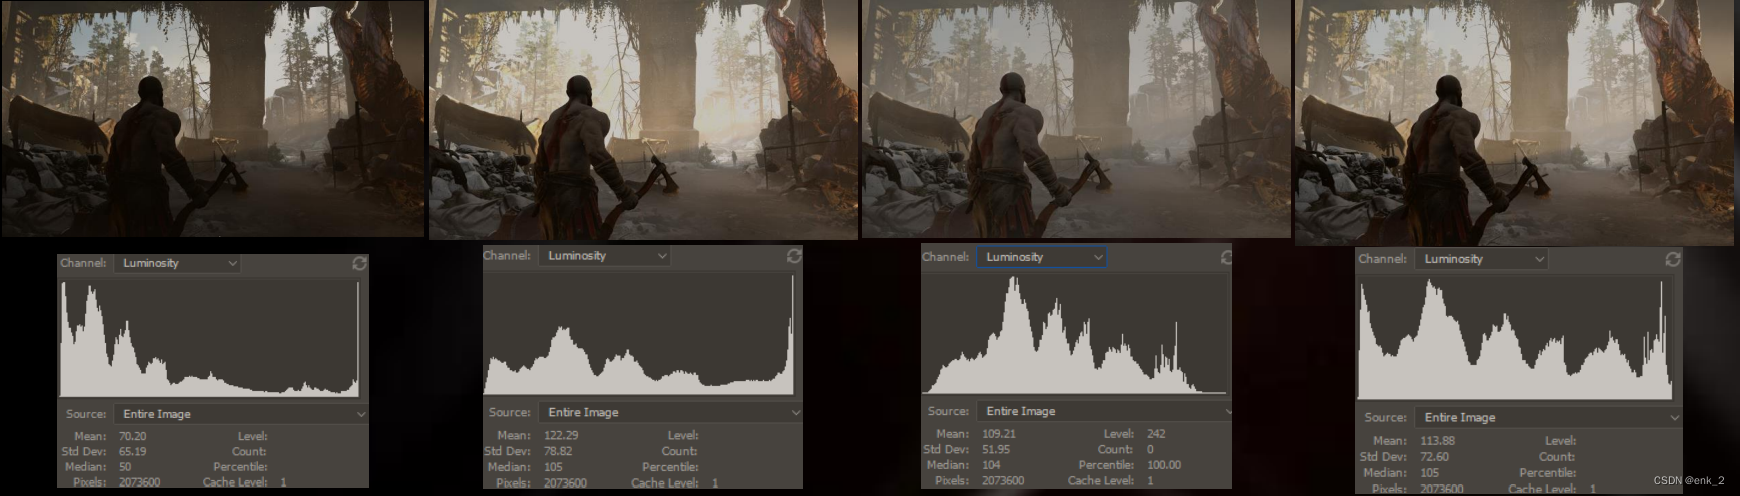 Channel: Luminosity
Source: Entire Image
Mean: 70.20 Level:
Std Dev: 65.19 Count:
Median: 50 Percentile:
Pixels: 2073600 Cache Level: 1
Channel: Luminosity
Source: Entire Image
Mean: 122.29 Level:
Std Dev: 78.82 Count:
Median: 105 Percentile:
Pixels: 2073600 Cache Level: 1
Channel: Luminosity
Source: Entire Image
Mean: 109.21 Level: 242
Std Dev: 51.95 Count: 0
Median: 104 Percentile: 100.00
Pixels: 2073600 Cache Level: 1
Channel: Luminosity
Source: Entire Image
Mean: 113.88 Level:
Std Dev: 72.60 Count:
Median: 105 Percentile:
Pixels: 2073600 Cache Level: 1
CSDN @enk_2